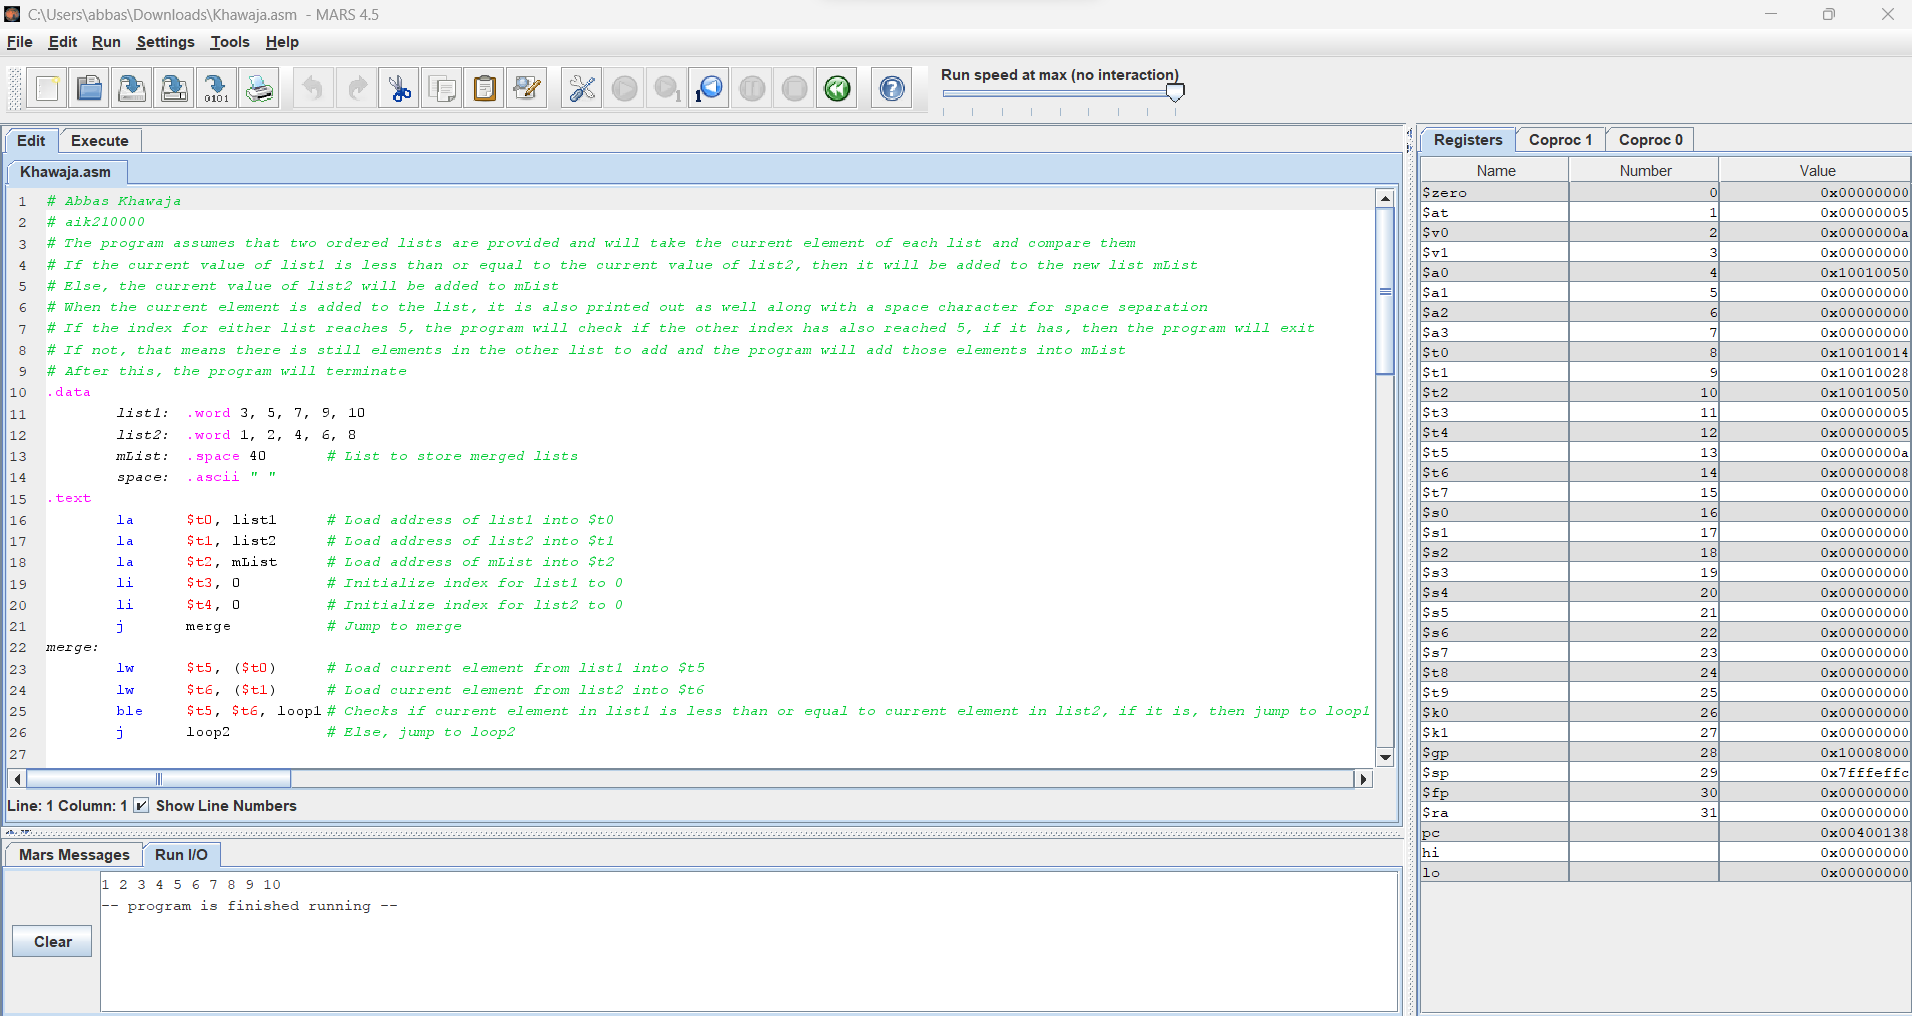 C:\Users\abbas\Downloads\Khawaja.asm - MARS 4.5
File Edit Run Settings Tools Help
Run speed at max (no interaction)
Edit Execute
Khawaja.asm
1 # Abbas Khawaja
2 # aik210000
3 # The program assumes that two ordered lists are provided and will take the current element of each list and compare them
4 # If the current value of list1 is less than or equal to the current value of list2, then it will be added to the new list mList
5 # Else, the current value of list2 will be added to mList
6 # When the current element is added to the list, it is also printed out as well along with a space character for space separation
7 # If the index for either list reaches 5, the program will check if the other index has also reached 5, if it has, then the program will exit
8 # If not, that means there is still elements in the other list to add and the program will add those elements into mList
9 # After this, the program will terminate
10 .data
11 list1: .word 3, 5, 7, 9, 10
12 list2: .word 1, 2, 4, 6, 8
13 mList: .space 40 # List to store merged lists
14 space: .ascii " "
15 .text
16 la $t0, list1 # Load address of list1 into $t0
17 la $t1, list2 # Load address of list2 into $t1
18 la $t2, mList # Load address of mList into $t2
19 li $t3, 0 # Initialize index for list1 to 0
20 li $t4, 0 # Initialize index for list2 to 0
21 j merge # Jump to merge
22 merge:
23 lw $t5, ($t0) # Load current element from list1 into $t5
24 lw $t6, ($t1) # Load current element from list2 into $t6
25 ble $t5, $t6, loop1 # Checks if current element in list1 is less than or equal to current element in list2, if it is, then jump to loop1
26 j loop2 # Else, jump to loop2
27
Line: 1 Column: 1 Show Line Numbers
Mars Messages Run I/O
1 2 3 4 5 6 7 8 9 10
-- program is finished running --
Clear
Registers Coproc 1 Coproc 0
Name Number Value
$zero 0 0x00000000
$at 1 0x00000005
$v0 2 0x0000000a
$v1 3 0x00000000
$a0 4 0x10010050
$a1 5 0x00000000
$a2 6 0x00000000
$a3 7 0x00000000
$t0 8 0x10010014
$t1 9 0x10010028
$t2 10 0x10010050
$t3 11 0x00000005
$t4 12 0x00000005
$t5 13 0x0000000a
$t6 14 0x00000008
$t7 15 0x00000000
$s0 16 0x00000000
$s1 17 0x00000000
$s2 18 0x00000000
$s3 19 0x00000000
$s4 20 0x00000000
$s5 21 0x00000000
$s6 22 0x00000000
$s7 23 0x00000000
$t8 24 0x00000000
$t9 25 0x00000000
$k0 26 0x00000000
$k1 27 0x00000000
$gp 28 0x10008000
$sp 29 0x7fffeffc
$fp 30 0x00000000
$ra 31 0x00000000
pc 0x00400138
hi 0x00000000
lo 0x00000000